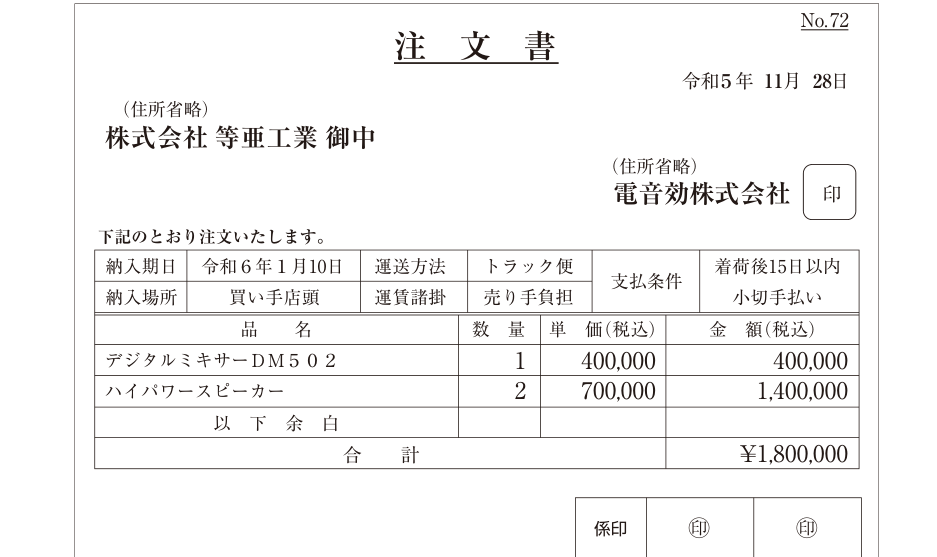 No.72
注　文　書
令和5年 11月 28日
（住所省略）
株式会社 等亜工業 御中
（住所省略）
電音効株式会社 印
下記のとおり注文いたします。
納入期日 令和６年１月10日 運送方法 トラック便 支払条件 着荷後15日以内
納入場所 買い手店頭 運賃諸掛 売り手負担 小切手払い
品　名 数　量 単　価(税込) 金　額(税込)
デジタルミキサーＤＭ５０２ 1 400,000 400,000
ハイパワースピーカー 2 700,000 1,400,000
以　下　余　白
合　計 ¥1,800,000
係印 ㊞ ㊞